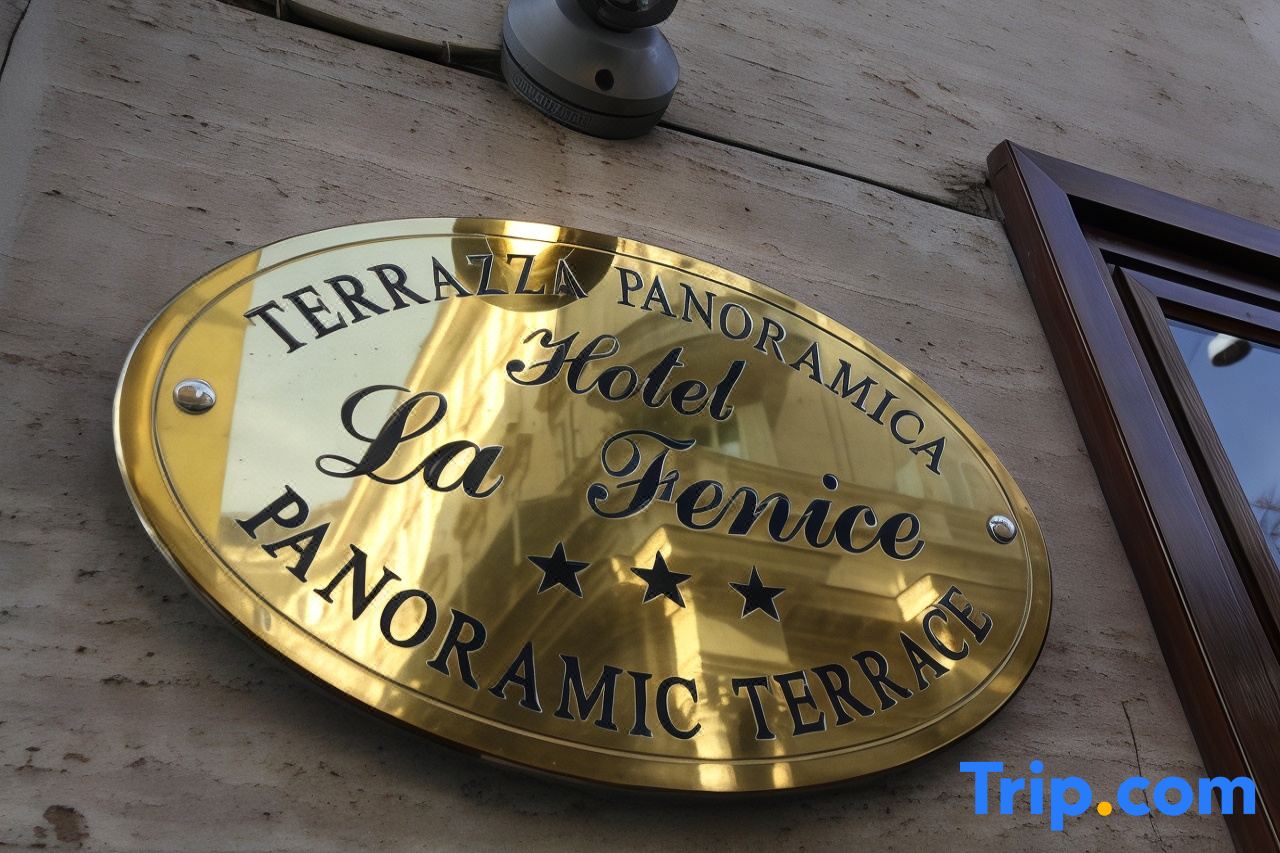 TERRAZZA PANORAMICA
Hotel
La Fenice
★ ★ ★
PANORAMIC TERRACE
Trip.com